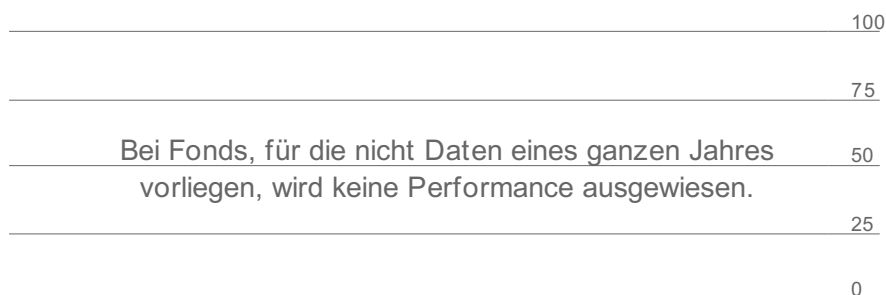 100
75
Bei Fonds, für die nicht Daten eines ganzen Jahres
50
vorliegen, wird keine Performance ausgewiesen.
25
0